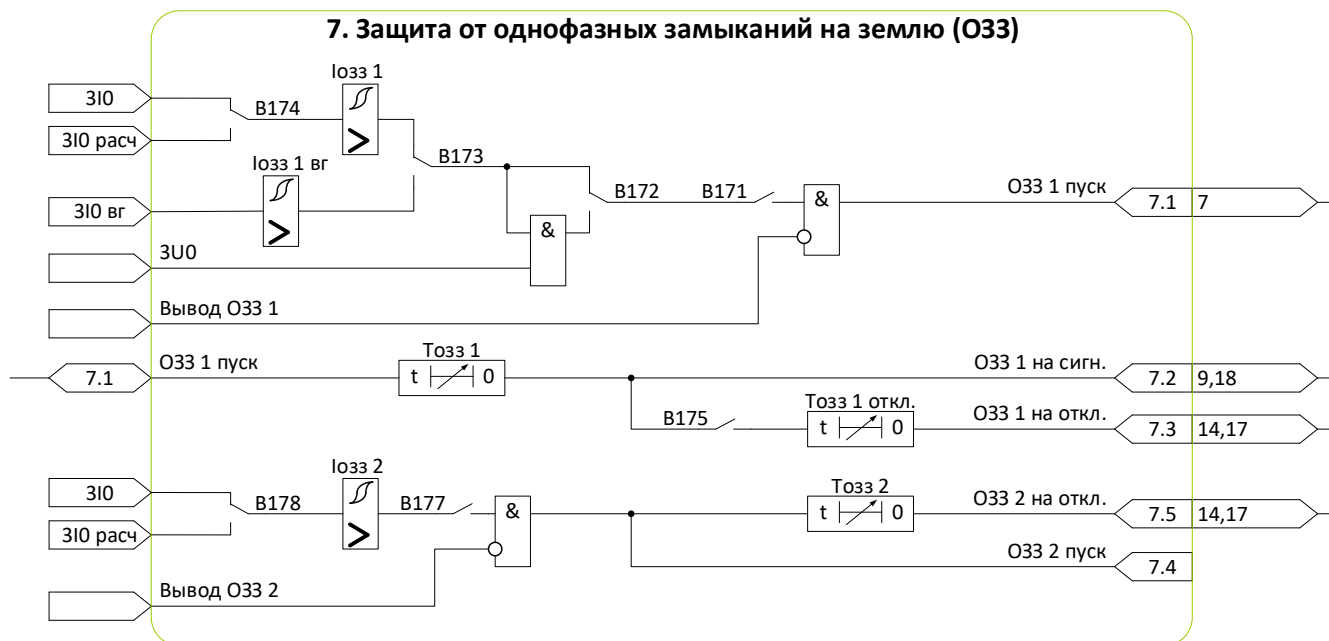 7. Защита от однофазных замыканий на землю (ОЗЗ)
Iозз 1
3I0
B174
3I0 расч
>
Iозз 1 вг
B173
3I0 вг
>
B172
B171
&
&
ОЗЗ 1 пуск
7.1
7
3U0
Вывод ОЗЗ 1
7.1
ОЗЗ 1 пуск
Tозз 1
t
0
ОЗЗ 1 на сигн.
7.2
9,18
B175
Tозз 1 откл.
t
0
ОЗЗ 1 на откл.
7.3
14,17
Iозз 2
3I0
B178
3I0 расч
>
B177
&
Tозз 2
t
0
ОЗЗ 2 на откл.
7.5
14,17
ОЗЗ 2 пуск
7.4
Вывод ОЗЗ 2